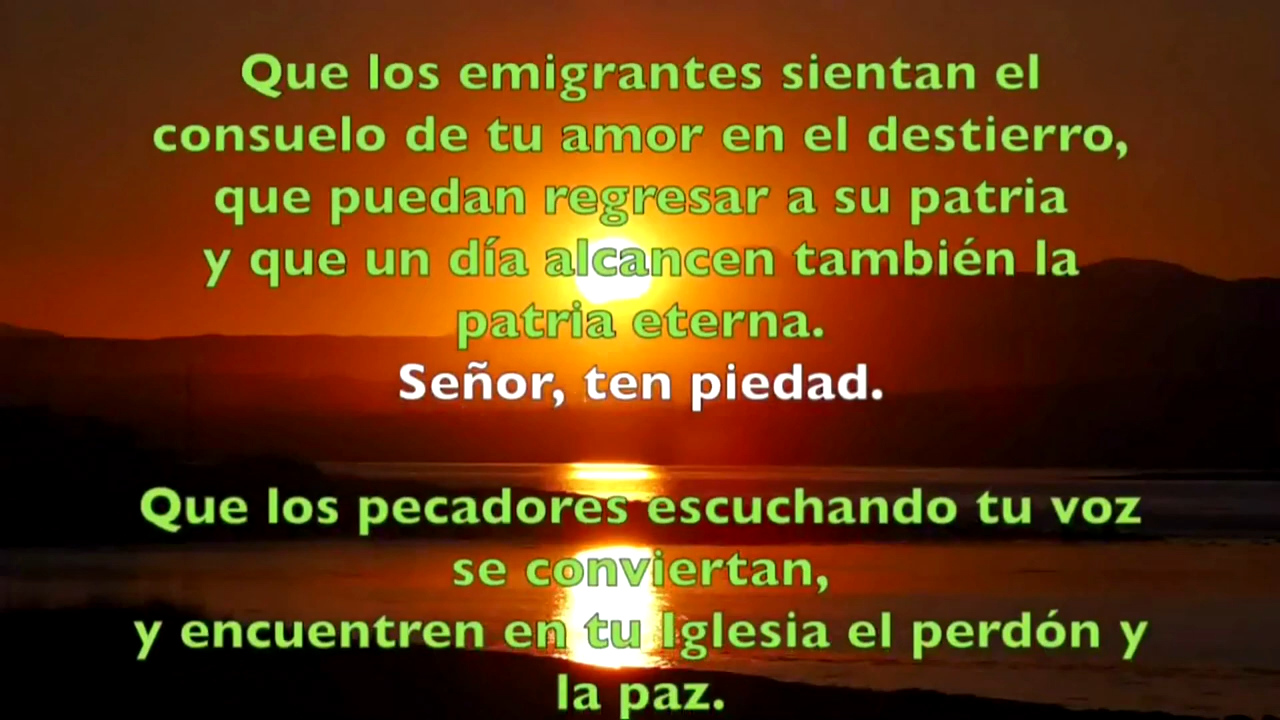 Que los emigrantes sientan el
consuelo de tu amor en el destierro,
que puedan regresar a su patria
y que un día alcancen también la
patria eterna.
Señor, ten piedad.
Que los pecadores escuchando tu voz
se conviertan,
y encuentren en tu Iglesia el perdón y
la paz.